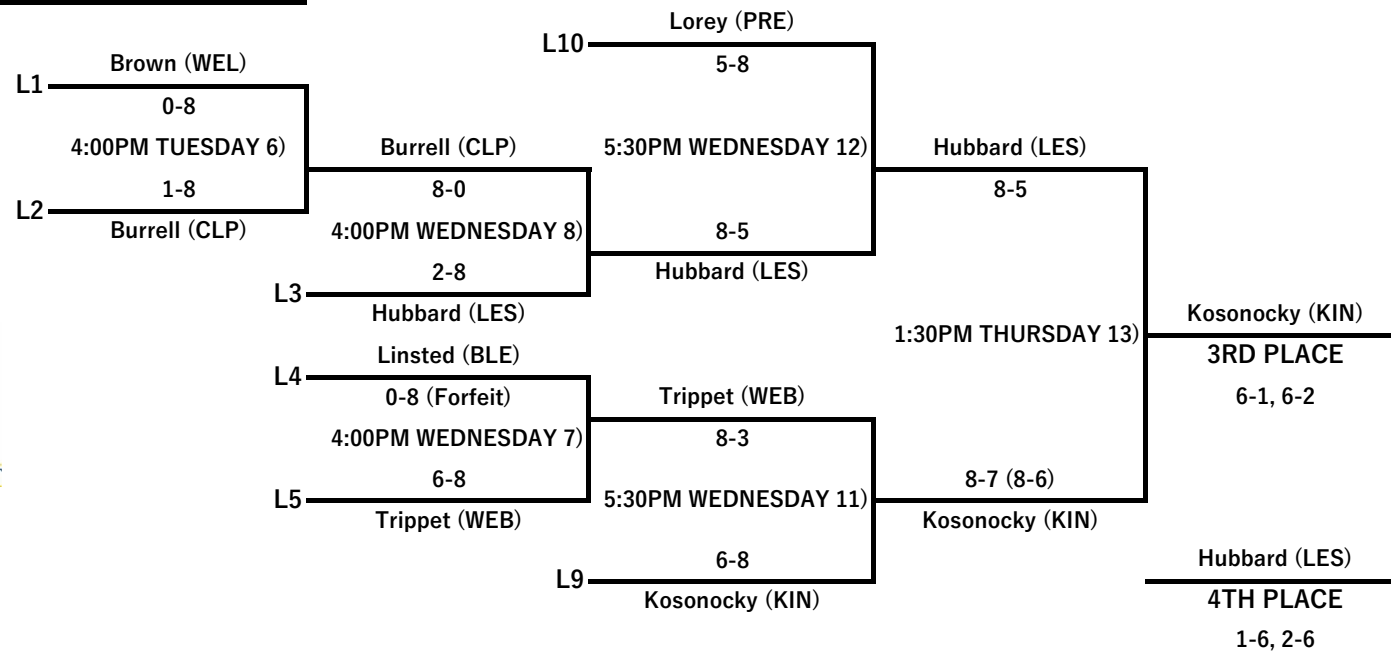 Lorey (PRE)
L10
5-8
Brown (WEL)
L1
0-8
4:00PM TUESDAY 6)
1-8
L2
Burrell (CLP)
Burrell (CLP)
8-0
4:00PM WEDNESDAY 8)
2-8
L3
Hubbard (LES)
5:30PM WEDNESDAY 12)
8-5
Hubbard (LES)
Hubbard (LES)
8-5
Linsted (BLE)
L4
0-8 (Forfeit)
4:00PM WEDNESDAY 7)
6-8
L5
Trippet (WEB)
Trippet (WEB)
8-3
5:30PM WEDNESDAY 11)
6-8
L9
Kosonocky (KIN)
1:30PM THURSDAY 13)
8-7 (8-6)
Kosonocky (KIN)
Kosonocky (KIN)
3RD PLACE
6-1, 6-2
Hubbard (LES)
4TH PLACE
1-6, 2-6